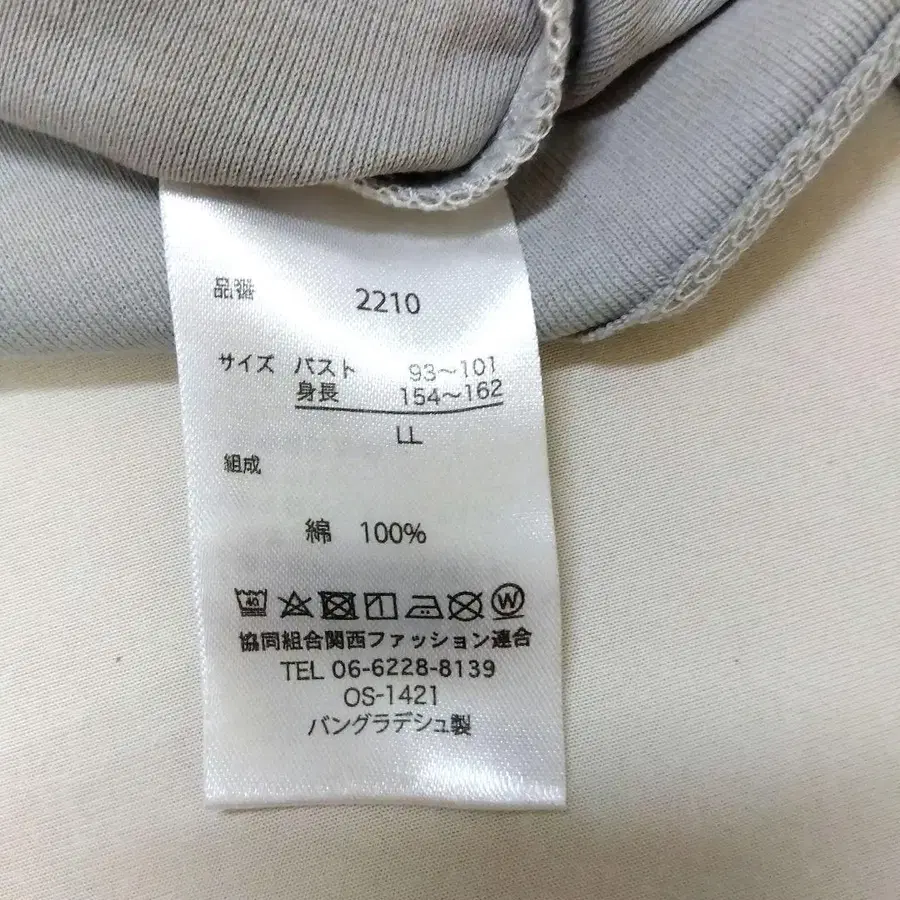 品番 2210
サイズ バスト 93～101
身長 154～162
LL
組成
綿 100%
40 W
協同組合関西ファッション連合
TEL 06-6228-8139
OS-1421
バングラデシュ製